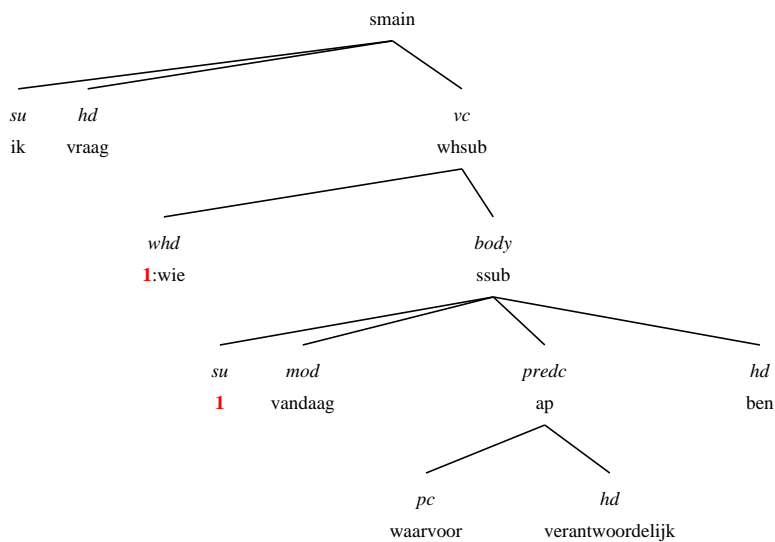 smain
su hd vc
ik vraag whsub
whd body
1:wie ssub
su mod predc hd
1 vandaag ap ben
pc hd
waarvoor verantwoordelijk